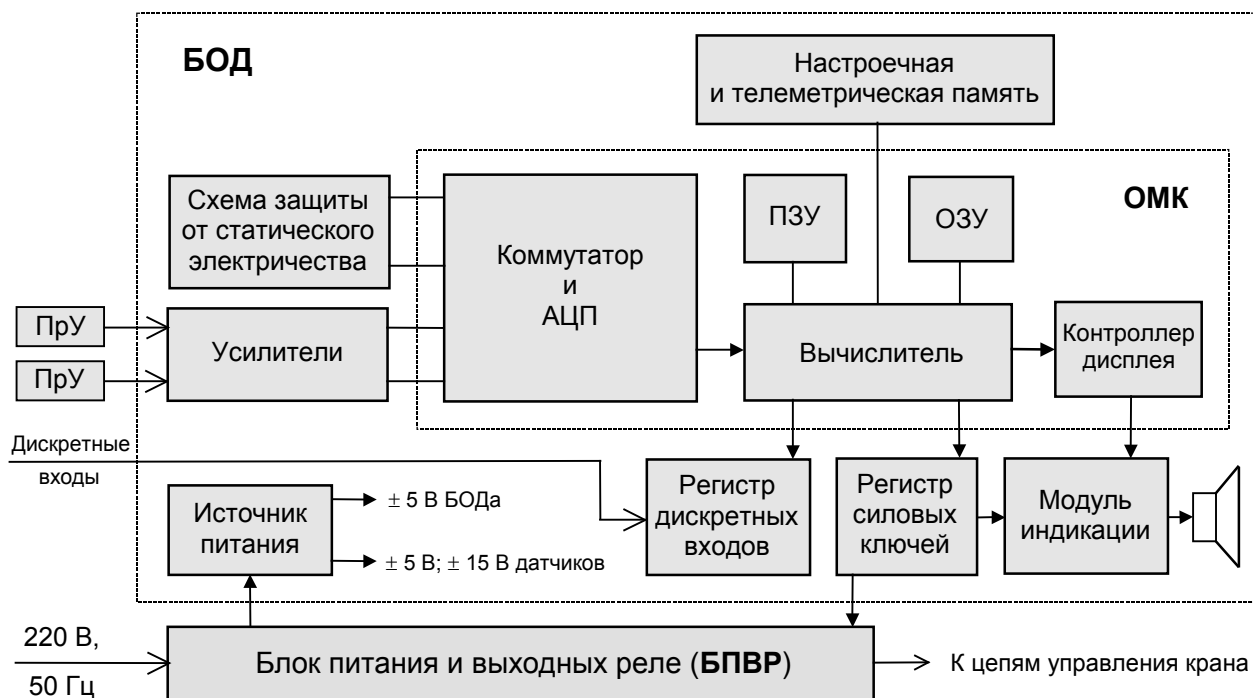 БОД
Настроечная
и телеметрическая память
Схема защиты
от статического
электричества
Коммутатор
и
АЦП
ПЗУ
ОЗУ
ОМК
ПрУ
ПрУ
Усилители
Вычислитель
Контроллер
дисплея
Дискретные
входы
Источник
питания
± 5 В БОДа
± 5 В; ± 15 В датчиков
Регистр
дискретных
входов
Регистр
силовых
ключей
Модуль
индикации
220 В,
50 Гц
Блок питания и выходных реле (БПВР)
К цепям управления крана